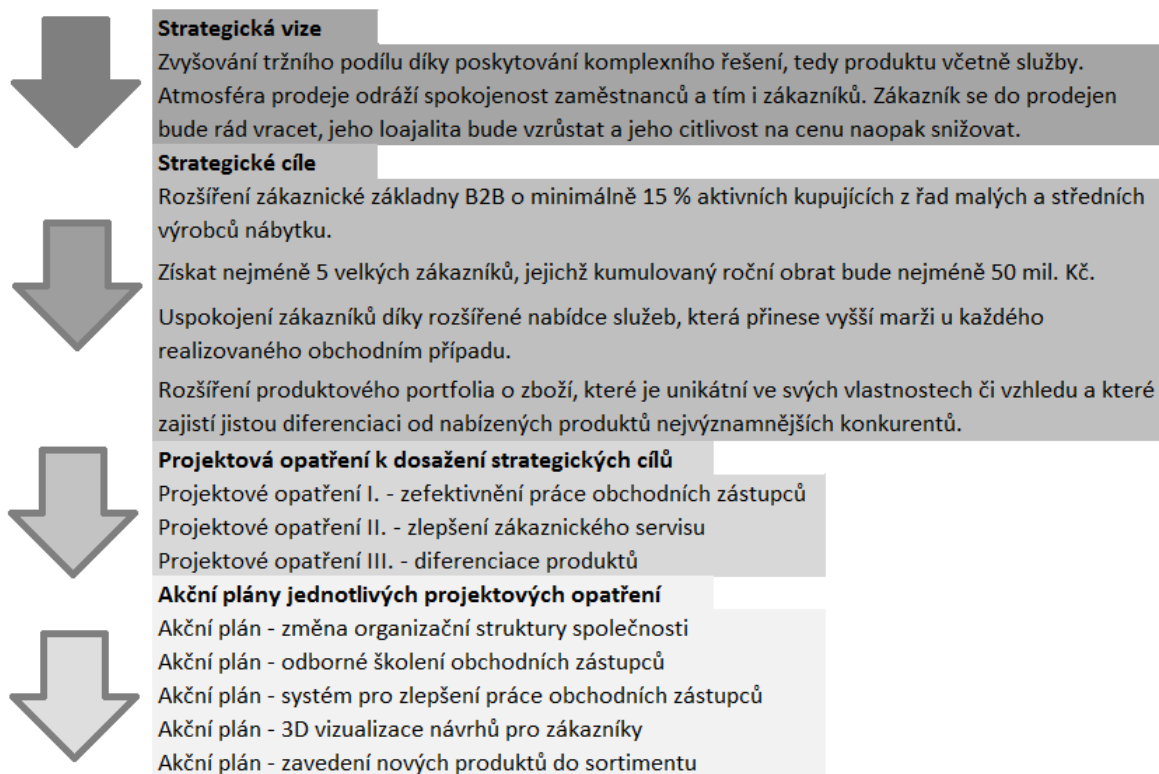 Strategická vize
Zvyšování tržního podílu díky poskytování komplexního řešení, tedy produktu včetně služby.
Atmosféra prodeje odráží spokojenost zaměstnanců a tím i zákazníků. Zákazník se do prodejen
bude rád vracet, jeho loajalita bude vzrůstat a jeho citlivost na cenu naopak snižovat.
Strategické cíle
Rozšíření zákaznické základny B2B o minimálně 15 % aktivních kupujících z řad malých a středních
výrobců nábytku.
Získat nejméně 5 velkých zákazníků, jejichž kumulovaný roční obrat bude nejméně 50 mil. Kč.
Uspokojení zákazníků díky rozšířené nabídce služeb, která přinese vyšší marži u každého
realizovaného obchodním případu.
Rozšíření produktového portfolia o zboží, které je unikátní ve svých vlastnostech či vzhledu a které
zajistí jistou diferenciaci od nabízených produktů nejvýznamnějších konkurentů.
Projektová opatření k dosažení strategických cílů
Projektové opatření I. - zefektivnění práce obchodních zástupců
Projektové opatření II. - zlepšení zákaznického servisu
Projektové opatření III. - diferenciace produktů
Akční plány jednotlivých projektových opatření
Akční plán - změna organizační struktury společnosti
Akční plán - odborné školení obchodních zástupců
Akční plán - systém pro zlepšení práce obchodních zástupců
Akční plán - 3D vizualizace návrhů pro zákazníky
Akční plán - zavedení nových produktů do sortimentu